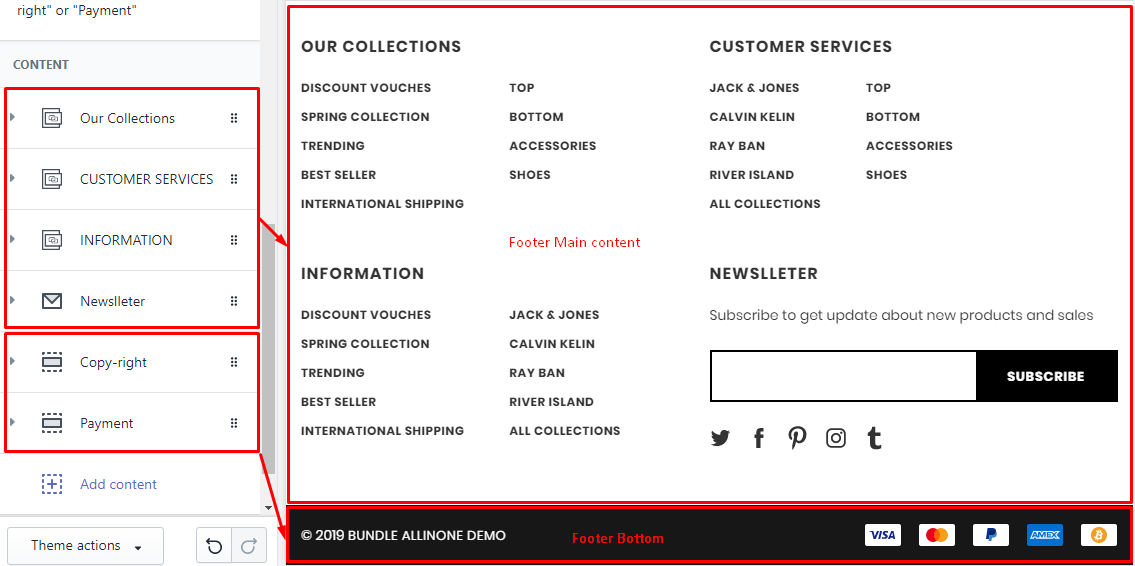 right" or "Payment"
CONTENT
Our Collections
CUSTOMER SERVICES
INFORMATION
Newslleter
Copy-right
Payment
Add content
Theme actions
OUR COLLECTIONS
DISCOUNT VOUCHES TOP
SPRING COLLECTION BOTTOM
TRENDING ACCESSORIES
BEST SELLER SHOES
INTERNATIONAL SHIPPING
CUSTOMER SERVICES
JACK & JONES TOP
CALVIN KELIN BOTTOM
RAY BAN ACCESSORIES
RIVER ISLAND SHOES
ALL COLLECTIONS
Footer Main content
INFORMATION
DISCOUNT VOUCHES JACK & JONES
SPRING COLLECTION CALVIN KELIN
TRENDING RAY BAN
BEST SELLER RIVER ISLAND
INTERNATIONAL SHIPPING ALL COLLECTIONS
NEWSLLETER
Subscribe to get update about new products and sales
SUBSCRIBE
© 2019 BUNDLE ALLINONE DEMO
Footer Bottom
VISA
AMEX